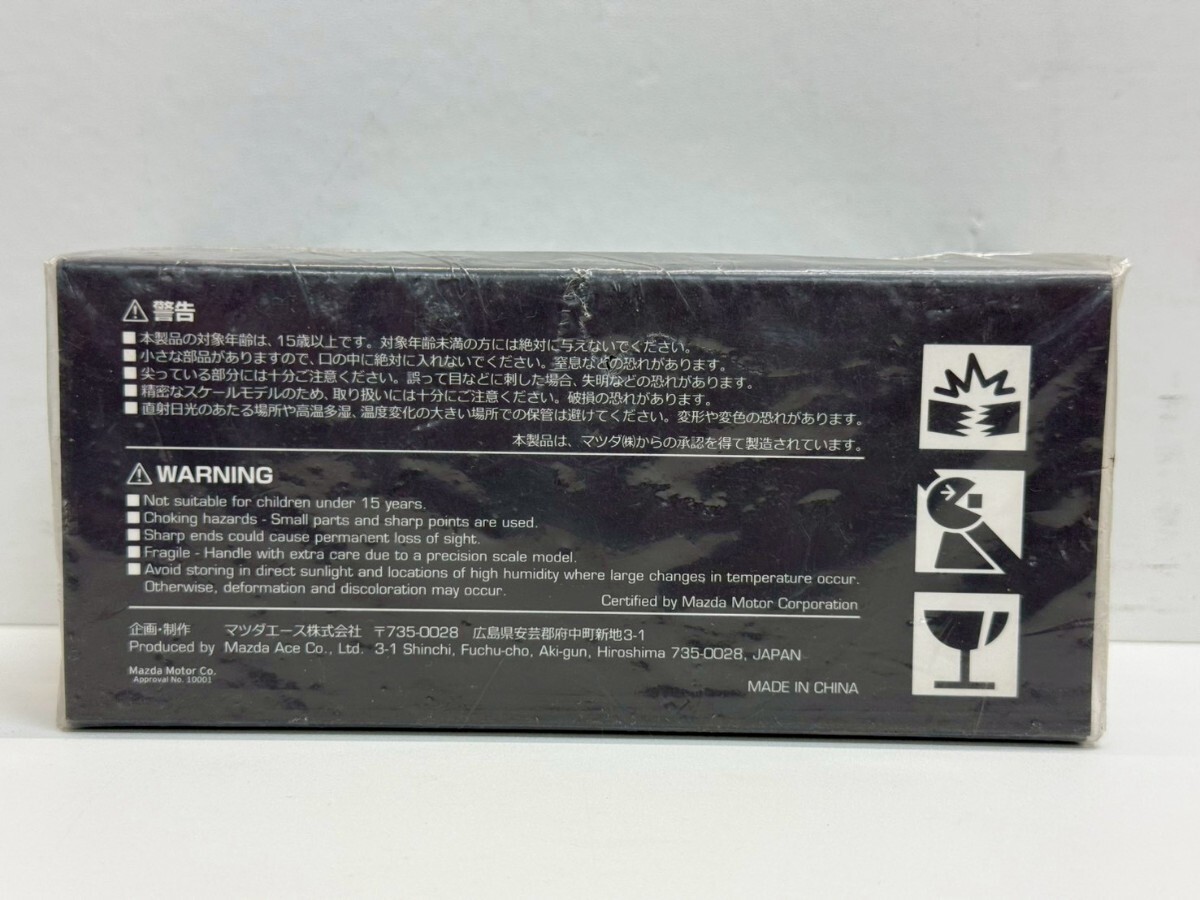 ⚠警告
■本製品の対象年齢は、15歳以上です。対象年齢未満の方には絶対に与えないでください。
■小さな部品がありますので、口の中に絶対に入れないでください。窒息などの恐れがあります。
■尖っている部分には十分ご注意ください。誤って目などに刺した場合、失明などの恐れがあります。
■精密なスケールモデルのため、取り扱いには十分にご注意ください。破損の恐れがあります。
■直射日光のあたる場所や高温多湿、温度変化の大きい場所での保管は避けてください。変形や変色の恐れがあります。
本製品は、マツダ㈱からの承認を得て製造されています。
⚠WARNING
■Not suitable for children under 15 years.
■Choking hazards - Small parts and sharp points are used.
■Sharp ends could cause permanent loss of sight.
■Fragile - Handle with extra care due to a precision scale model.
■Avoid storing in direct sunlight and locations of high humidity where large changes in temperature occur.
Otherwise, deformation and discoloration may occur.
Certified by Mazda Motor Corporation
企画・制作 マツダエース株式会社 〒735-0028 広島県安芸郡府中町新地3-1
Produced by Mazda Ace Co., Ltd. 3-1 Shinchi, Fuchu-cho, Aki-gun, Hiroshima 735-0028, JAPAN
Mazda Motor Co.
Approval No. 10001
MADE IN CHINA